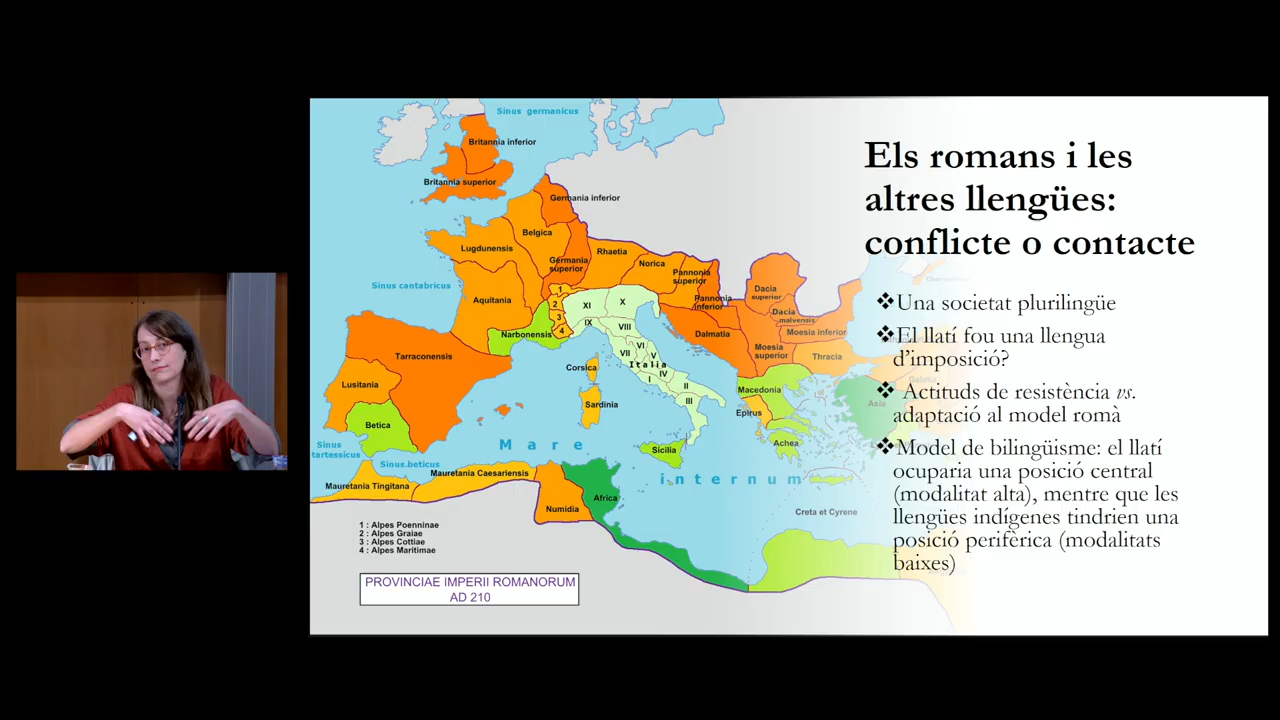 Sinus germanicus
Britannia inferior
Britannia superior
Germania inferior
Belgica
Lugdunensis
Germania
superior
Rhaetia
Norica
Pannonia
superior
Sinus cantabricus
Aquitania
1
2
3
4
XI
X
IX
VIII
Pannonia
inferior
Dacia
superior
Dacia
malvensis
Moesia inferior
Narbonensis
Dalmatia
Moesia
superior
Thracia
Tarraconensis
VII
VI
V
Italia
IV
I
II
III
Corsica
Lusitania
Sardinia
Macedonia
Epirus
Asia
Galatia
Betica
Achea
Sinus
tartessicus
Sinus.beticus
Mare
internum
Sicilia
Mauretania Caesariensis
Mauretania Tingitana
Numidia
Africa
Creta et Cyrene
1 : Alpes Poenninae
2 : Alpes Graiae
3 : Alpes Cottiae
4 : Alpes Maritimae
PROVINCIAE IMPERII ROMANORUM
AD 210
Els romans i les
altres llengües:
conflicte o contacte
❖Una societat plurilingüe
❖El llatí fou una llengua
d’imposició?
❖ Actituds de resistència vs.
adaptació al model romà
❖Model de bilingüisme: el llatí
ocuparia una posició central
(modalitat alta), mentre que les
llengües indígenes tindrien una
posició perifèrica (modalitats
baixes)